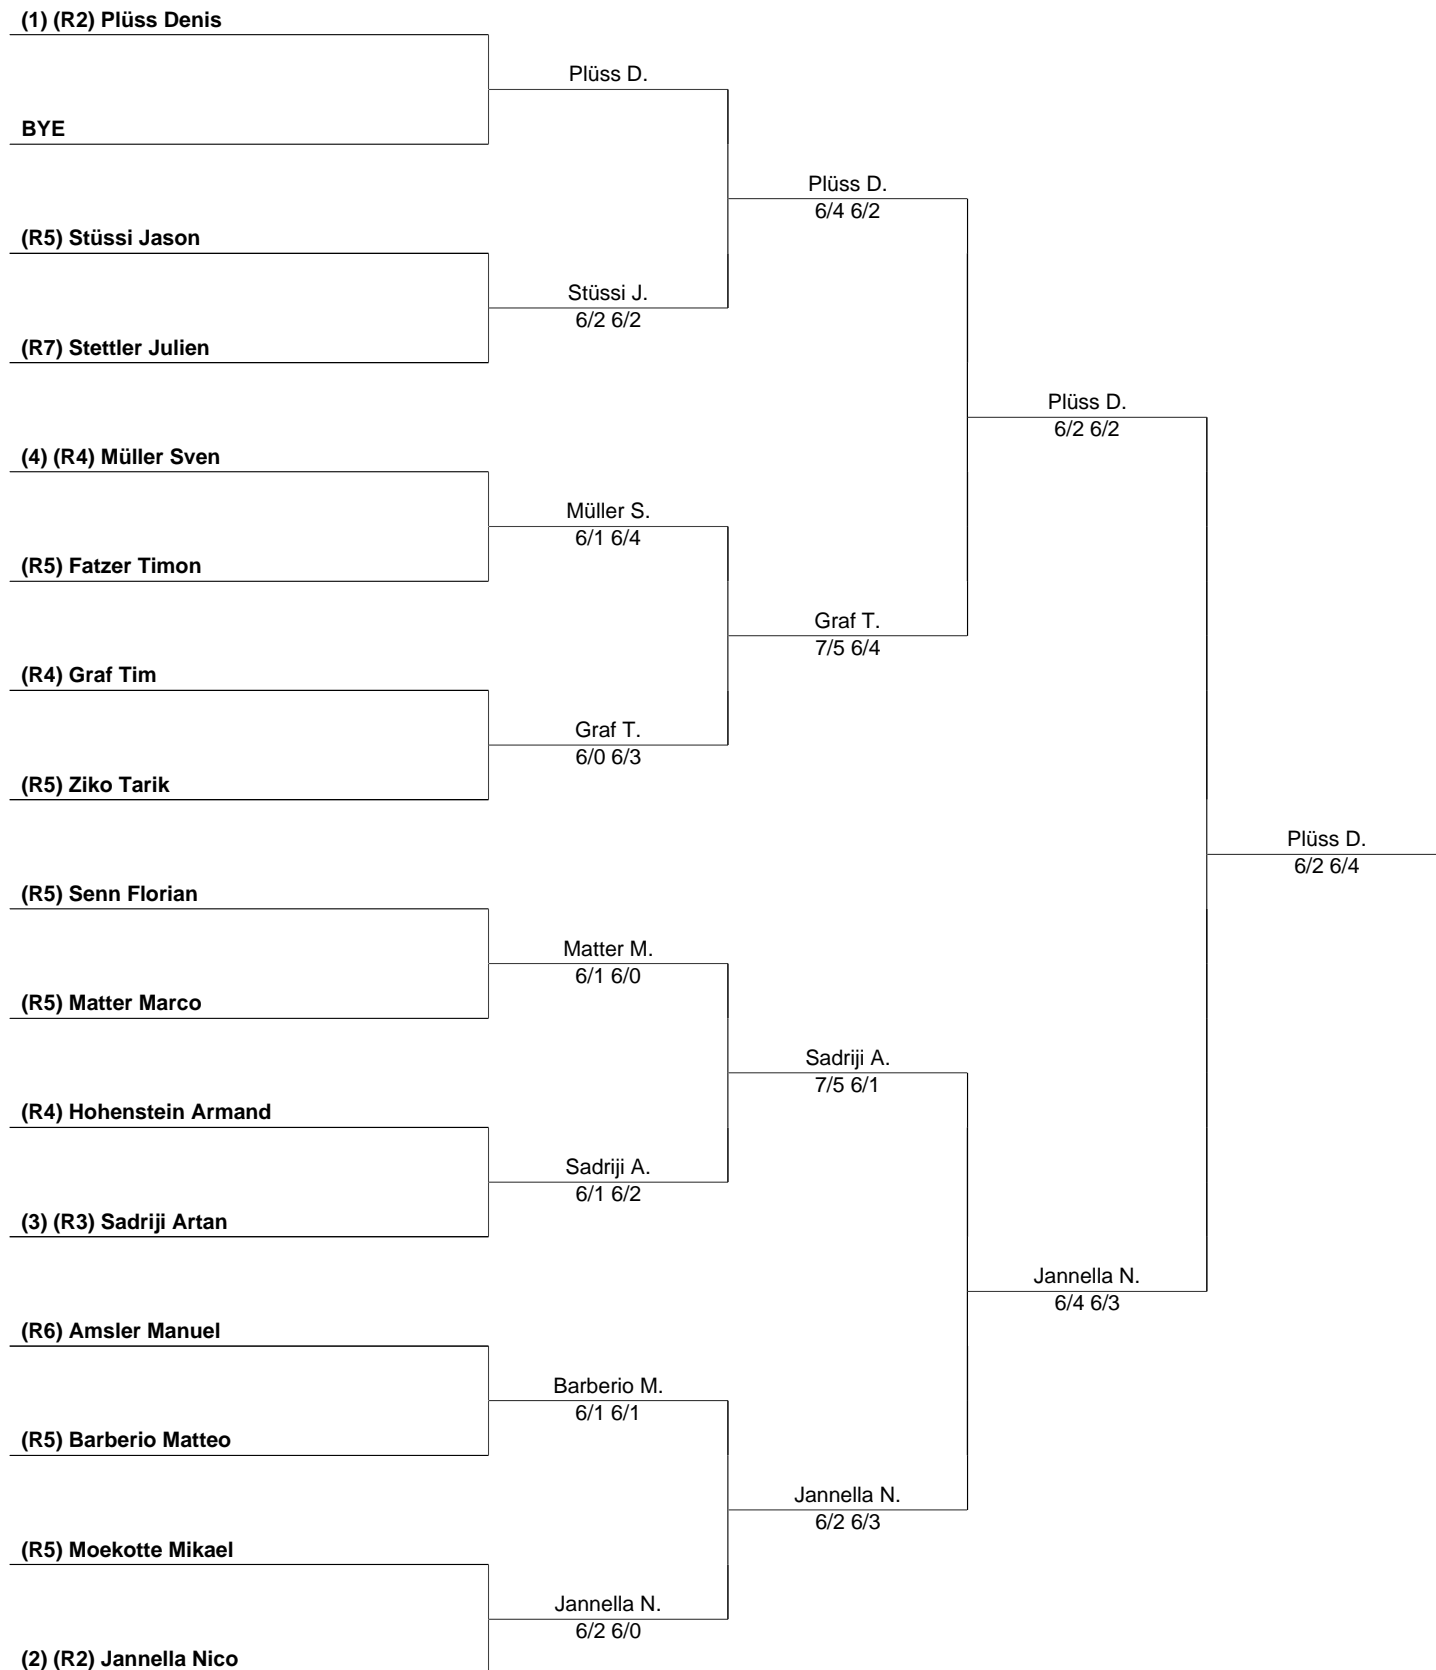 (1) (R2) Plüss Denis
Plüss D.
BYE
Plüss D.
6/4 6/2
(R5) Stüssi Jason
Stüssi J.
6/2 6/2
(R7) Stettler Julien
Plüss D.
6/2 6/2
(4) (R4) Müller Sven
Müller S.
6/1 6/4
(R5) Fatzer Timon
Graf T.
7/5 6/4
(R4) Graf Tim
Graf T.
6/0 6/3
(R5) Ziko Tarik
Plüss D.
6/2 6/4
(R5) Senn Florian
Matter M.
6/1 6/0
(R5) Matter Marco
Sadriji A.
7/5 6/1
(R4) Hohenstein Armand
Sadriji A.
6/1 6/2
(3) (R3) Sadriji Artan
Jannella N.
6/4 6/3
(R6) Amsler Manuel
Barberio M.
6/1 6/1
(R5) Barberio Matteo
Jannella N.
6/2 6/3
(R5) Moekotte Mikael
Jannella N.
6/2 6/0
(2) (R2) Jannella Nico